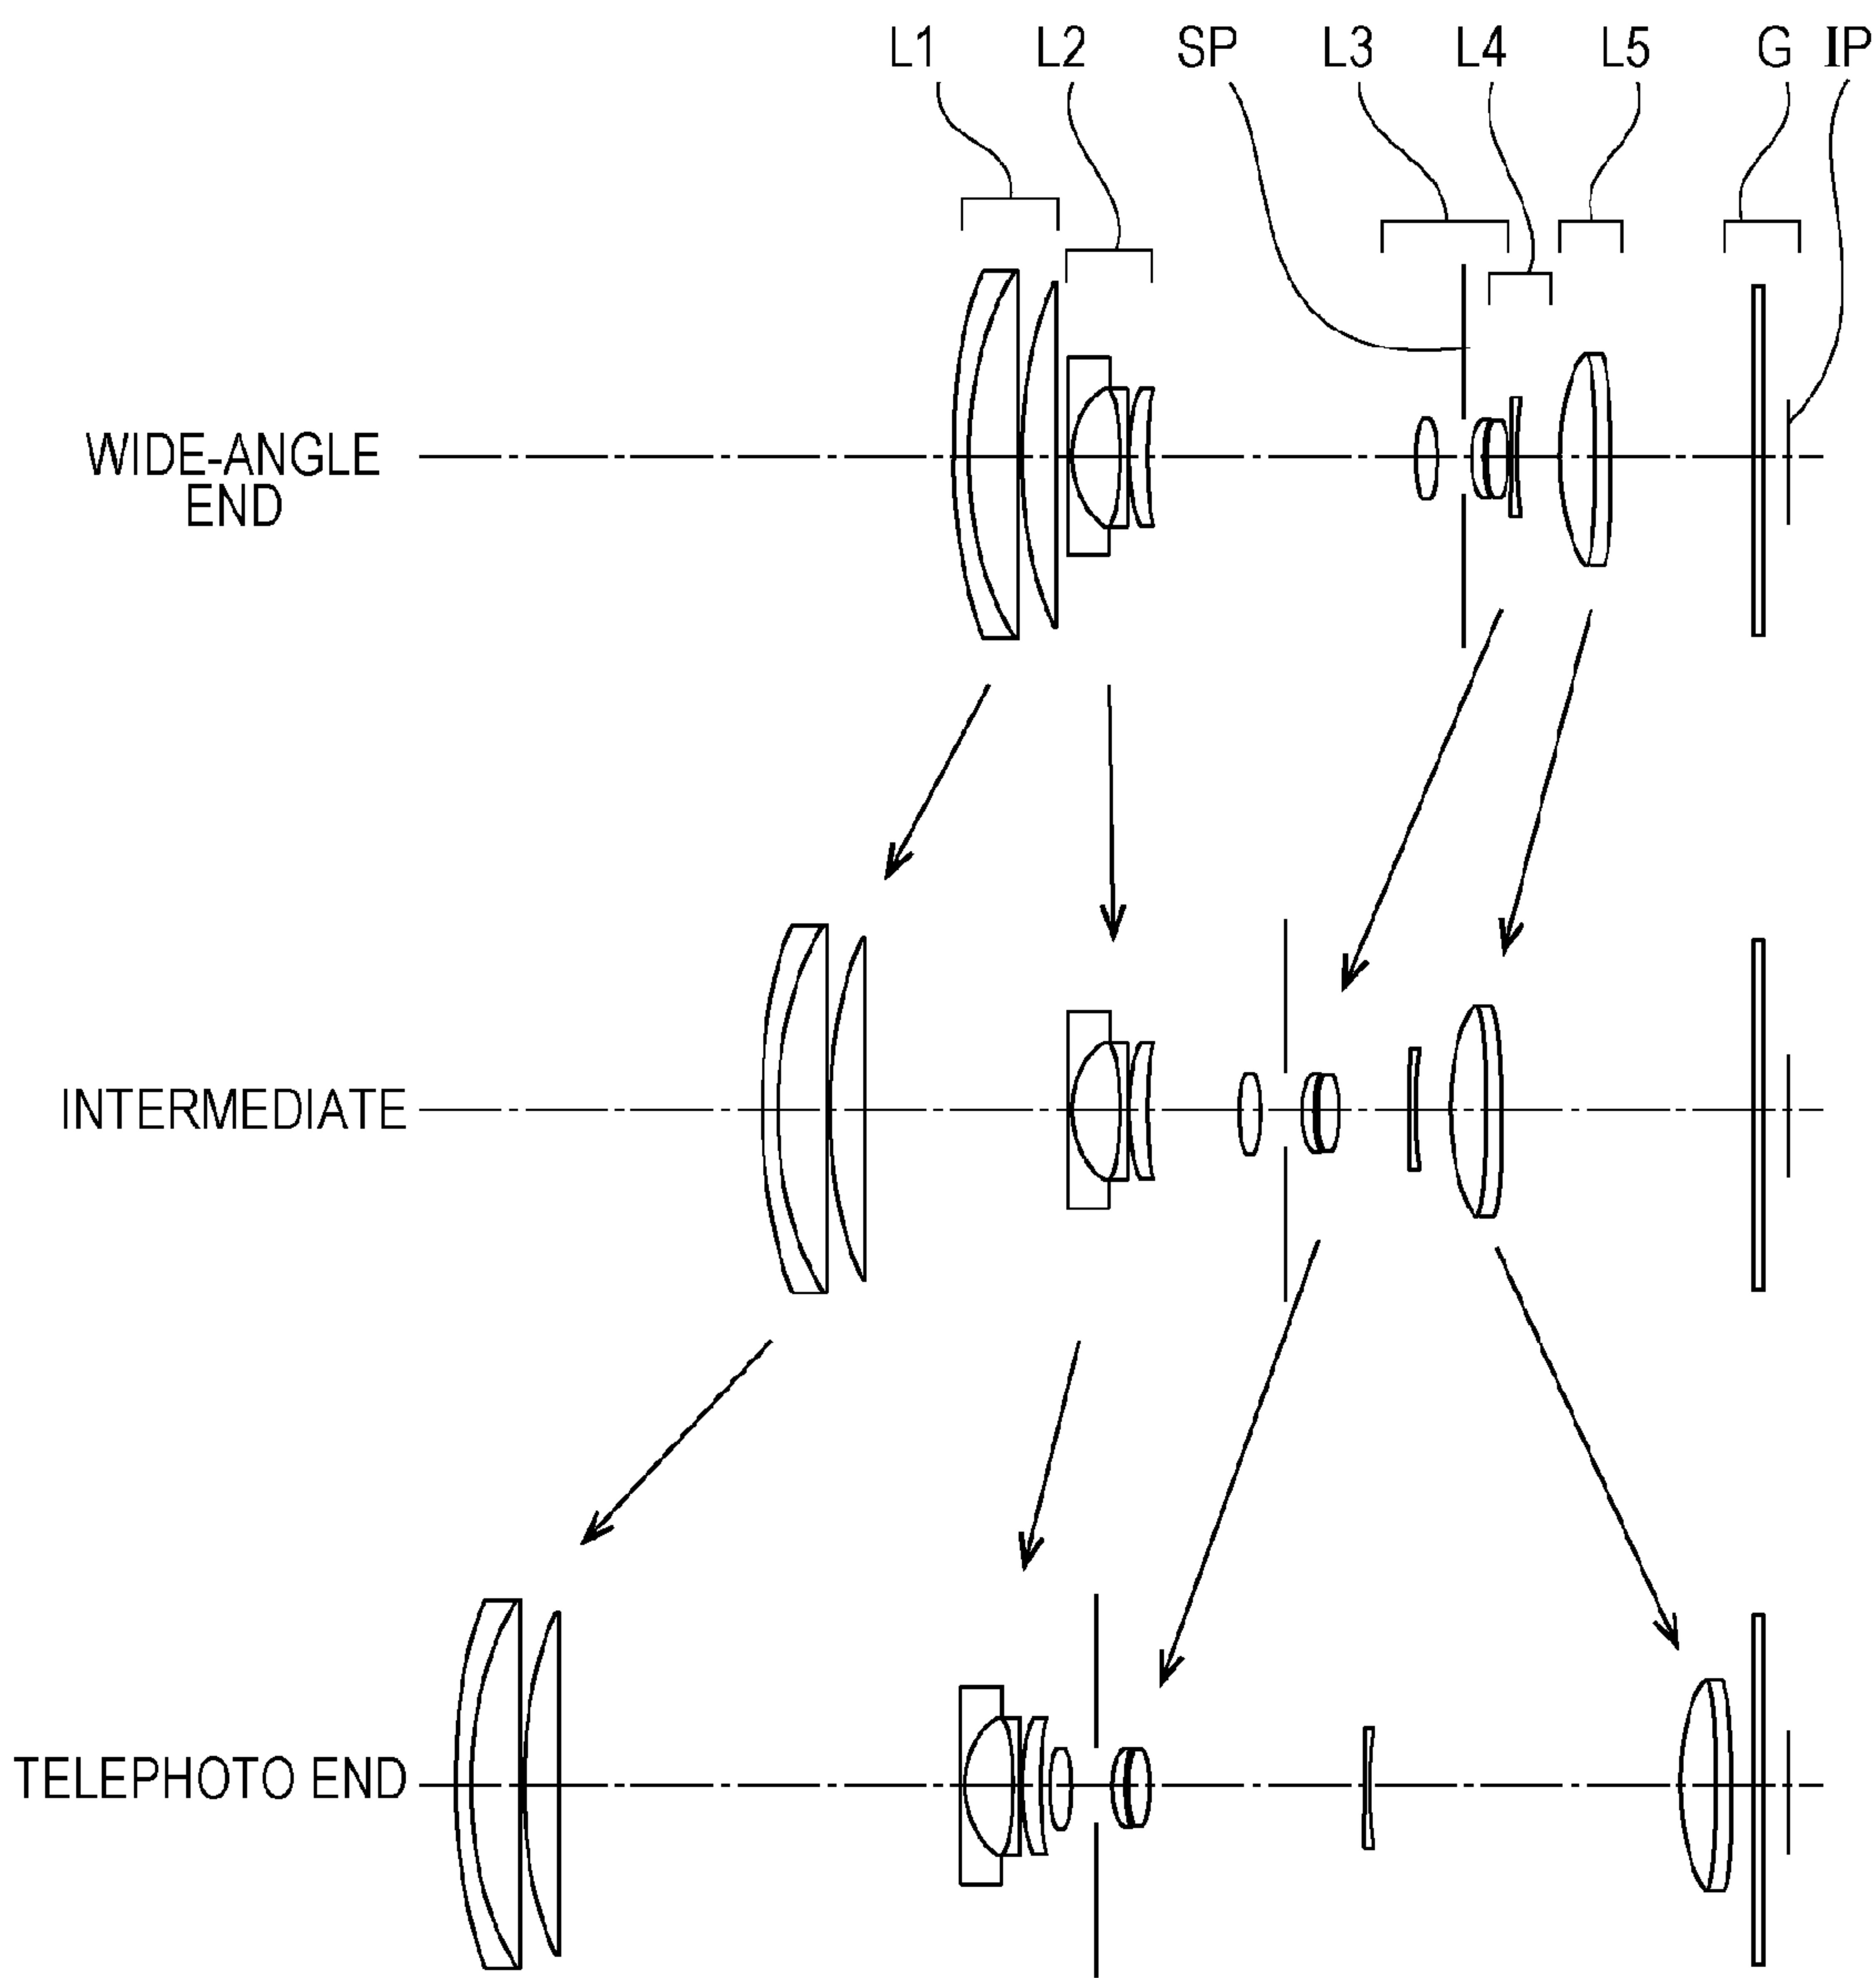 L1 L2 SP L3 L4 L5 G IP
WIDE-ANGLE
END
INTERMEDIATE
TELEPHOTO END